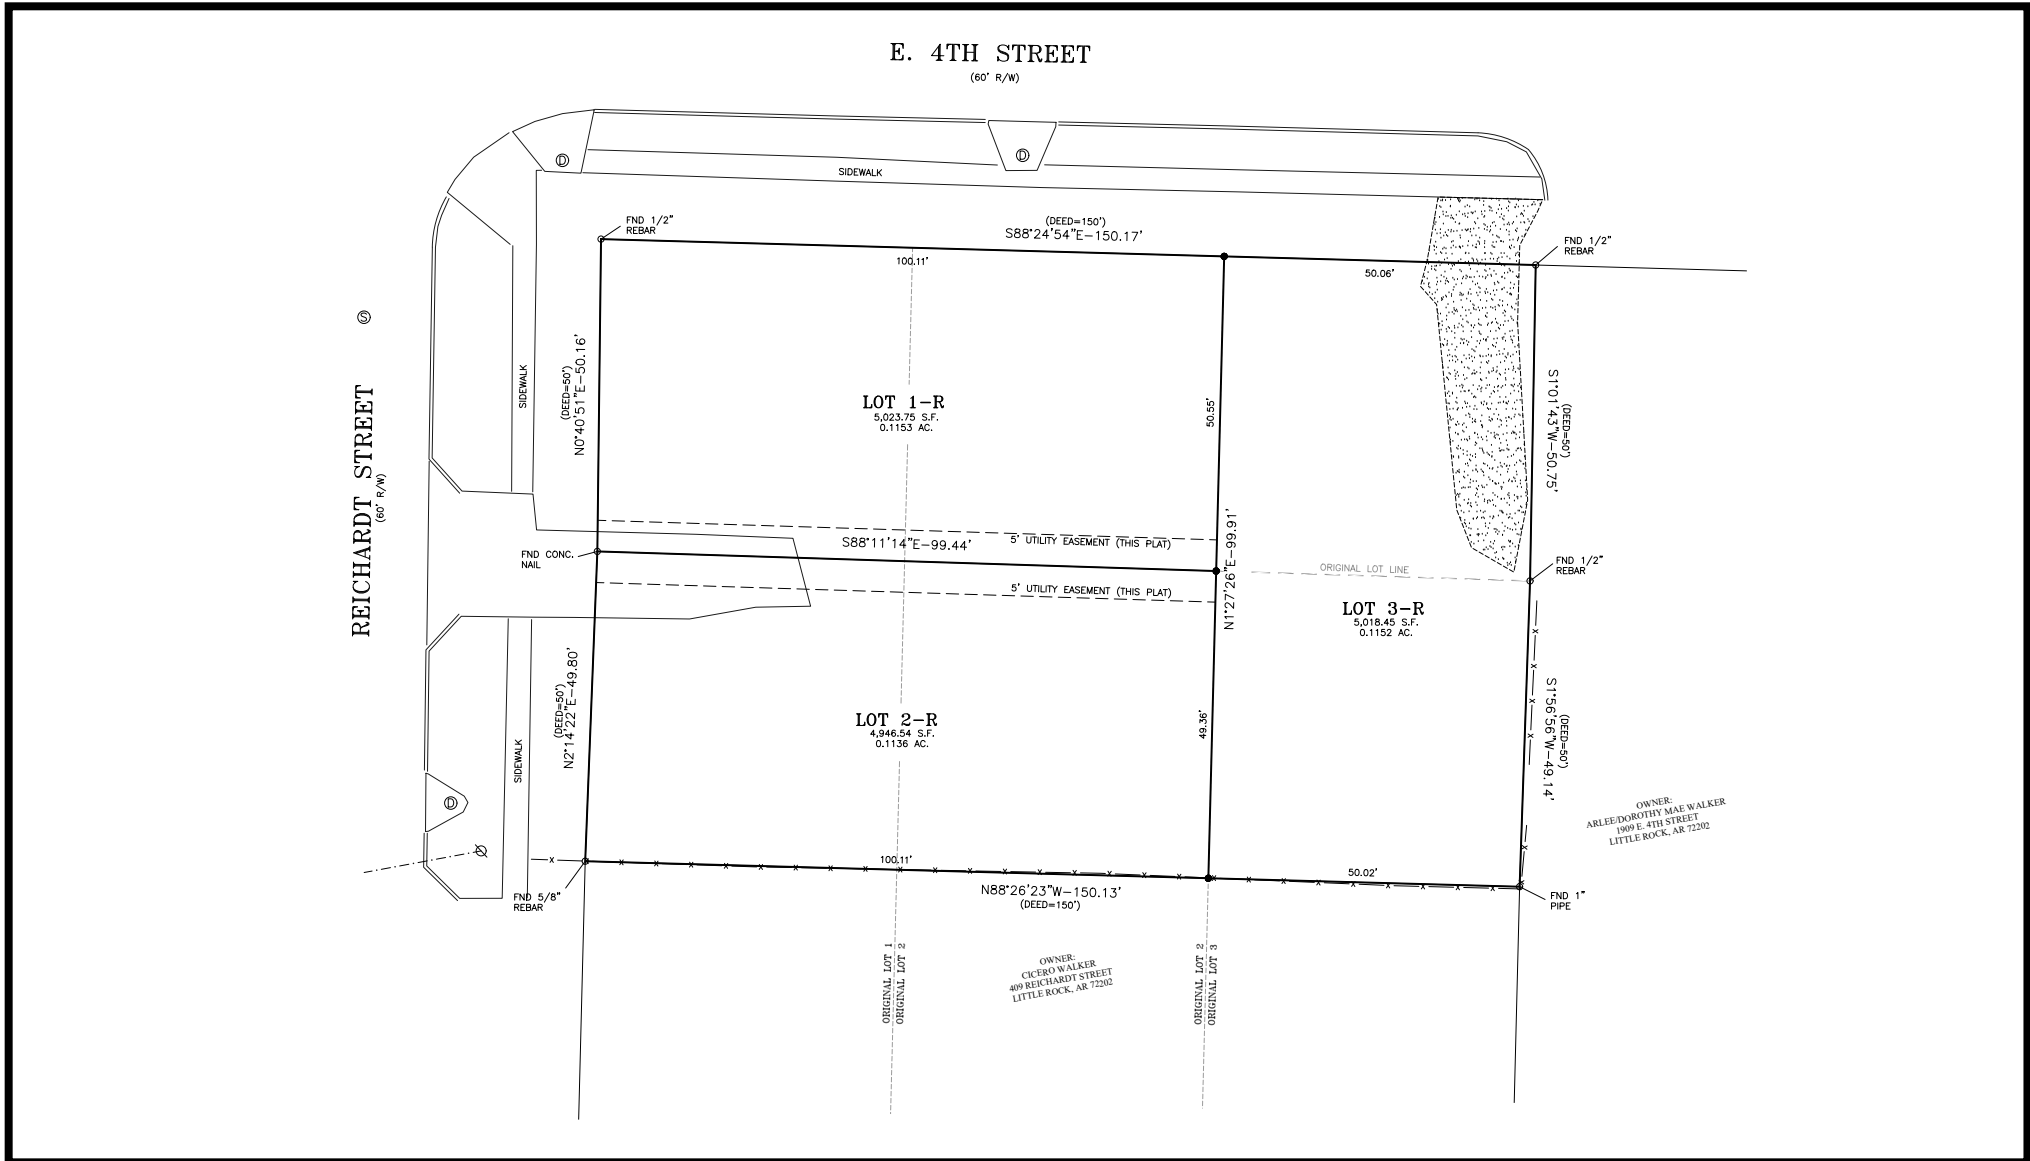 E. 4TH STREET
(60' R/W)
D
D
SIDEWALK
FND 1/2"
REBAR
(DEED=150')
S88°24'54"E-150.17'
FND 1/2"
REBAR
100.11'
50.06'
S
REICHARDT STREET
(60' R/W)
SIDEWALK
(DEED=50')
N0°40'51"E-50.16'
LOT 1-R
5,023.75 S.F.
0.1153 AC.
50.55'
S1°01'43"W-50.75'
(DEED=50')
FND CONC.
NAIL
S88°11'14"E-99.44'
5' UTILITY EASEMENT (THIS PLAT)
5' UTILITY EASEMENT (THIS PLAT)
N1°27'26"E-99.91'
ORIGINAL LOT LINE
FND 1/2"
REBAR
LOT 3-R
5,018.45 S.F.
0.1152 AC.
SIDEWALK
(DEED=50')
N2°14'22"E-49.80'
LOT 2-R
4,946.54 S.F.
0.1136 AC.
49.36'
S1°56'56"W-49.14'
(DEED=50')
D
OWNER:
ARLEE/DOROTHY MAE WALKER
1909 E. 4TH STREET
LITTLE ROCK, AR 72202
100.11'
50.02'
FND 5/8"
REBAR
N88°26'23"W-150.13'
(DEED=150')
FND 1"
PIPE
ORIGINAL LOT 1
ORIGINAL LOT 2
OWNER:
CICERO WALKER
409 REICHARDT STREET
LITTLE ROCK, AR 72202
ORIGINAL LOT 2
ORIGINAL LOT 3